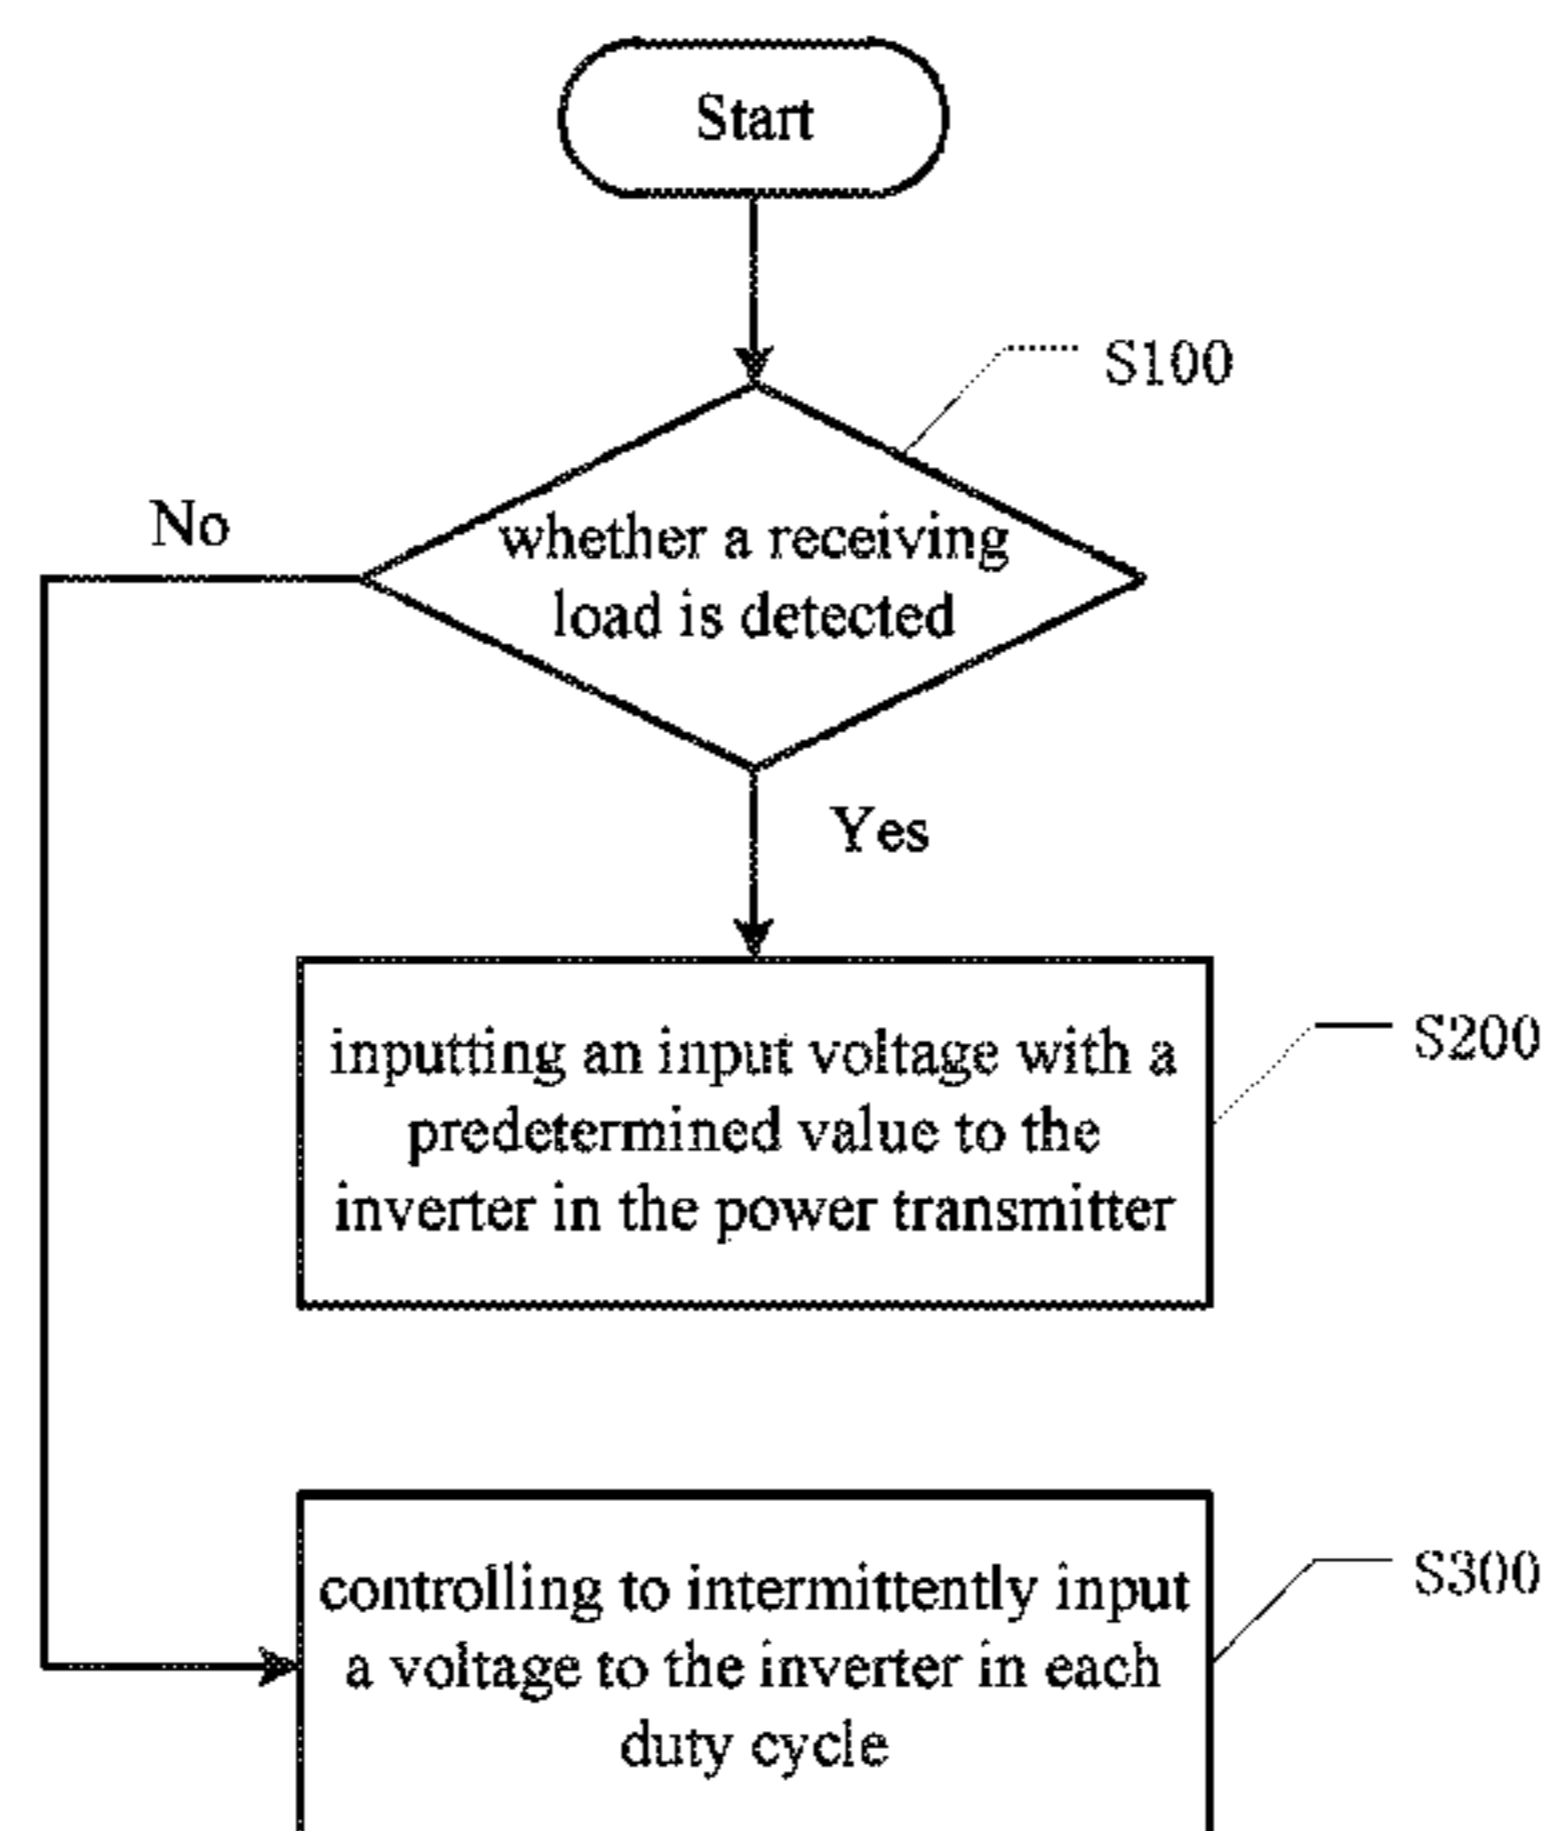 Start
S100
No
whether a receiving
load is detected
Yes
inputting an input voltage with a
predetermined value to the
inverter in the power transmitter
S200
controlling to intermittently input
a voltage to the inverter in each
duty cycle
S300